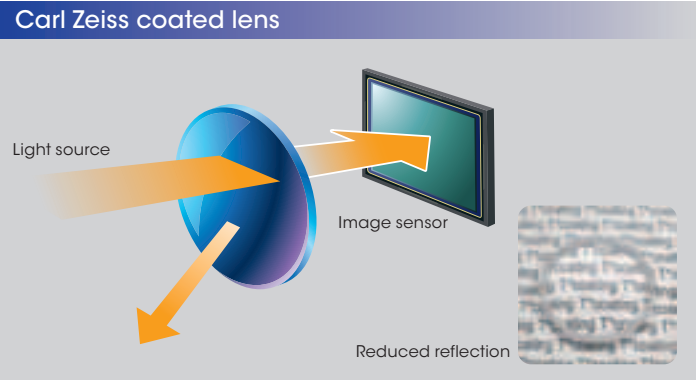 Carl Zeiss coated lens
Light source
Image sensor
Reduced reflection